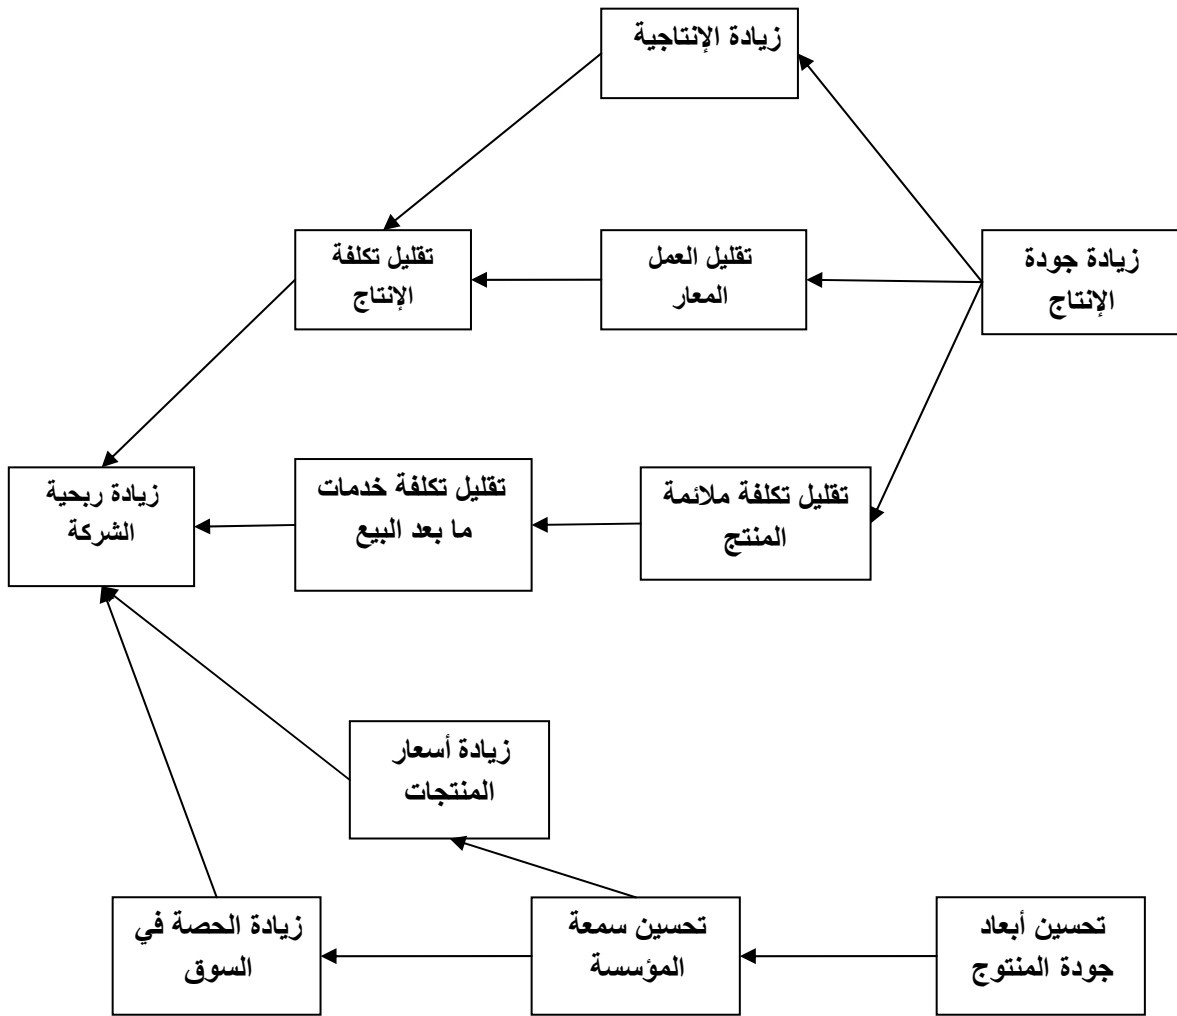 زيادة الإنتاجية
زيادة جودة
الإنتاج
تقليل العمل
المعار
تقليل تكلفة
الإنتاج
تقليل تكلفة ملائمة
المنتج
تقليل تكلفة خدمات
ما بعد البيع
زيادة ربحية
الشركة
زيادة أسعار
المنتجات
تحسين أبعاد
جودة المنتوج
تحسين سمعة
المؤسسة
زيادة الحصة في
السوق